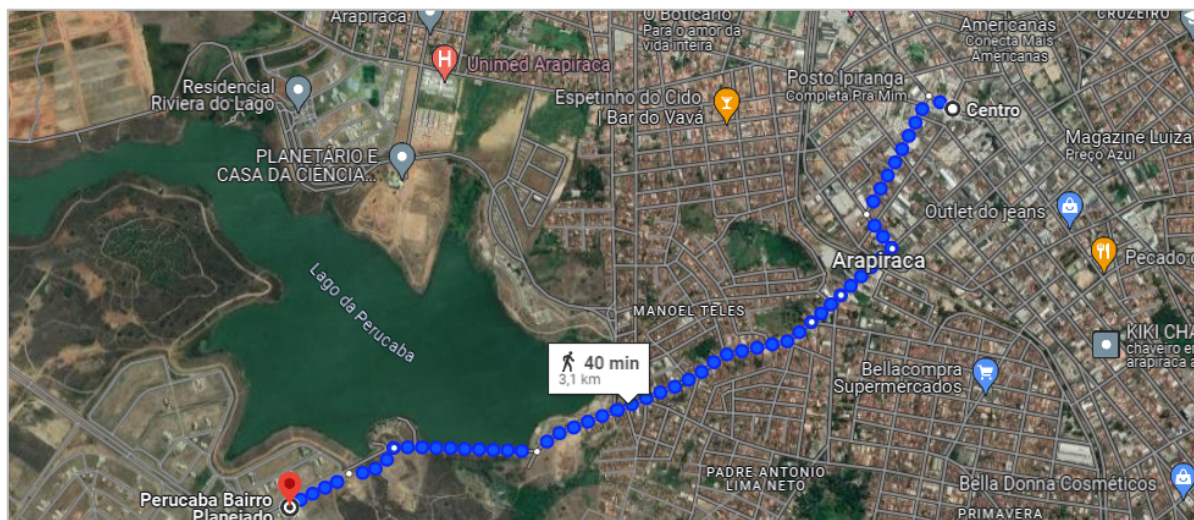 Arapiraca
O Boticário
Para o amor da
vida inteira
Americanas
Conecta Mais
Americanas
CRUZEIRO
Unimed Arapiraca
Residencial
Riviera do Lago
Espetinho do Cido
| Bar do Vavá
Posto Ipiranga
Completa Pra Mim
Centro
Magazine Luiza
Preço Azul
PLANETÁRIO E
CASA DA CIÊNCIA...
Outlet do jeans
Arapiraca
Pecado
Lago da Perucaba
MANOEL TELES
40 min
3,1 km
KIKI CHA
chaveiro e
arapiraca a
Bellacompra
Supermercados
PADRE ANTONIO
LIMA NETO
Bella Donna Cosméticos
Perucaba Bairro
Planejado
PRIMAVERA